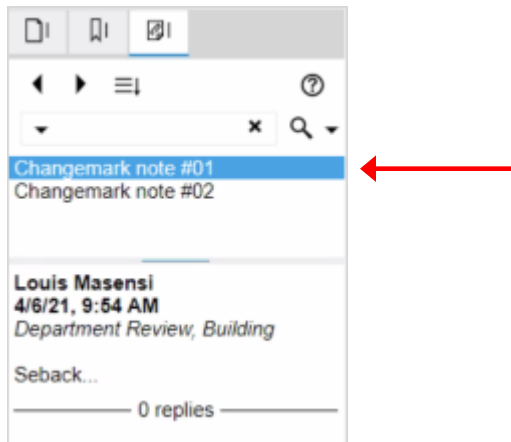 Changemark note #01
Changemark note #02
Louis Masensi
4/6/21, 9:54 AM
Department Review, Building
Seback...
0 replies